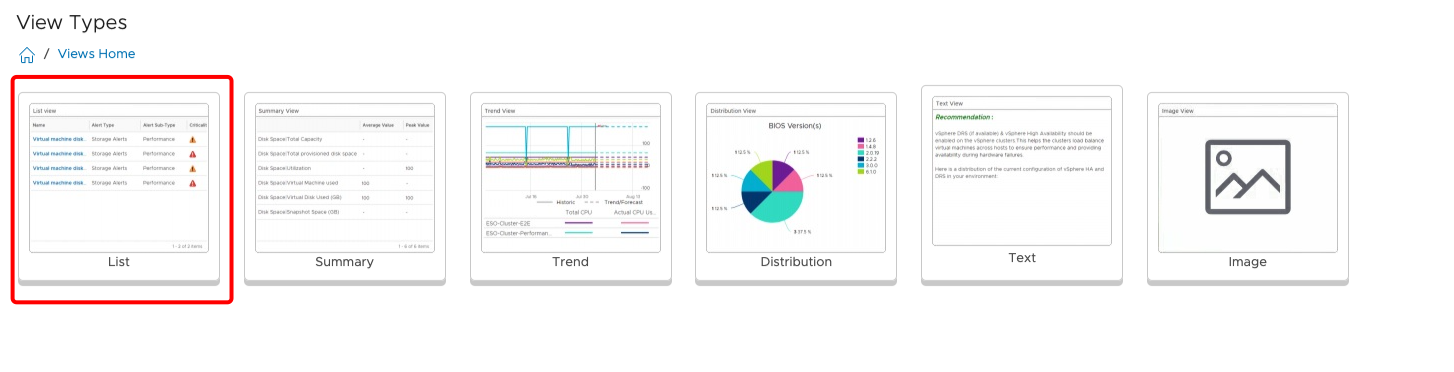 View Types
/ Views Home
List view
Name Alert Type Alert Sub-Type Criticalit
Virtual machine disk.. Storage Alerts Performance
Virtual machine disk.. Storage Alerts Performance
Virtual machine disk.. Storage Alerts Performance
Virtual machine disk.. Storage Alerts Performance
1 - 3 of 2 items
List
Summary View
Average Value Peak Value
Disk Space|Total Capacity - -
Disk Space|Total provisioned disk space - -
Disk Space|Utilization - 100
Disk Space|Virtual Machine used 100 -
Disk Space|Virtual Disk Used (GB) 100 100
Disk Space|Snapshot Space (GB) - -
1 - 6 of 6 items
Summary
Trend View
100
-100
Jul 16 Jul 30 Aug 13
Historic Trend/Forecast
Total CPU Actual CPU Us...
ESO-Cluster-E2E
ESO-Cluster-Performan...
Trend
Distribution View
BIOS Version(s)
1:12.5 %
1:12.5 %
1:12.5 %
1:12.5 %
1:12.5 %
3:37.5 %
1.2.6
1.4.8
2.0.19
2.2.2
3.0.0
6.1.0
Distribution
Text View
Recommendation :
vSphere DRS (if available) & vSphere High Availability should be
enabled on the vSphere clusters.This helps the clusters load balance
virtual machines across hosts to ensure performance and providing
availability during hardware failures.
Here is a distribution of the current configuration of vSphere HA and
DRS in your environment
Text
Image View
Image